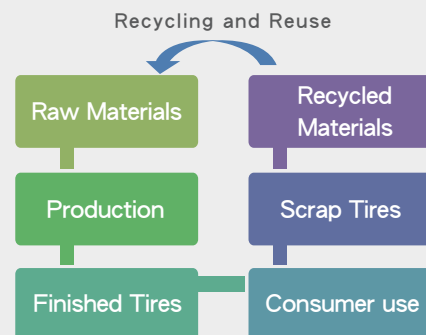 Recycling and Reuse
Raw Materials
Recycled
Materials
Production
Scrap Tires
Finished Tires
Consumer use